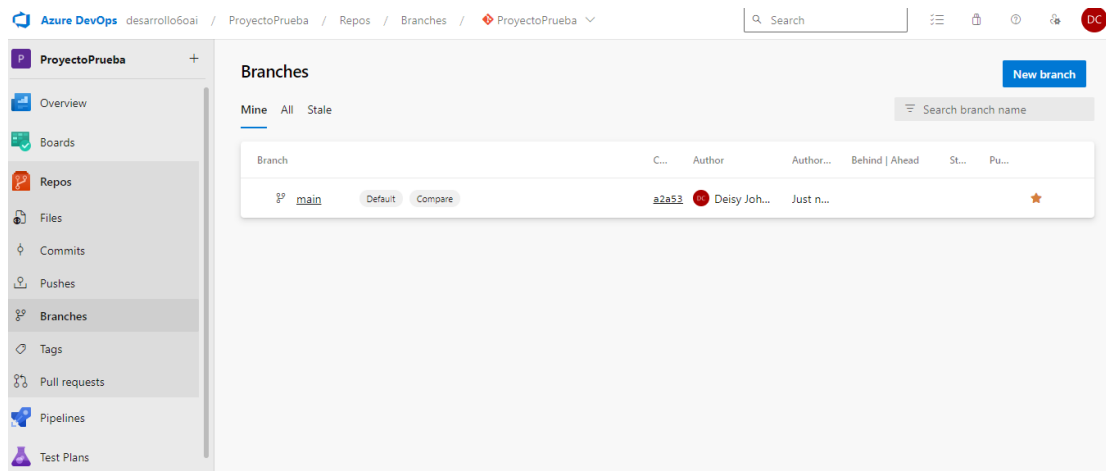 Azure DevOps desarrollo6oai / ProyectoPrueba / Repos / Branches / ProyectoPrueba
Search
DC
P ProyectoPrueba +
Overview
Boards
Repos
Files
Commits
Pushes
Branches
Tags
Pull requests
Pipelines
Test Plans
Branches
New branch
Mine All Stale
Search branch name
Branch C... Author Author... Behind | Ahead St... Pu...
main Default Compare a2a53 DC Deisy Joh... Just n...